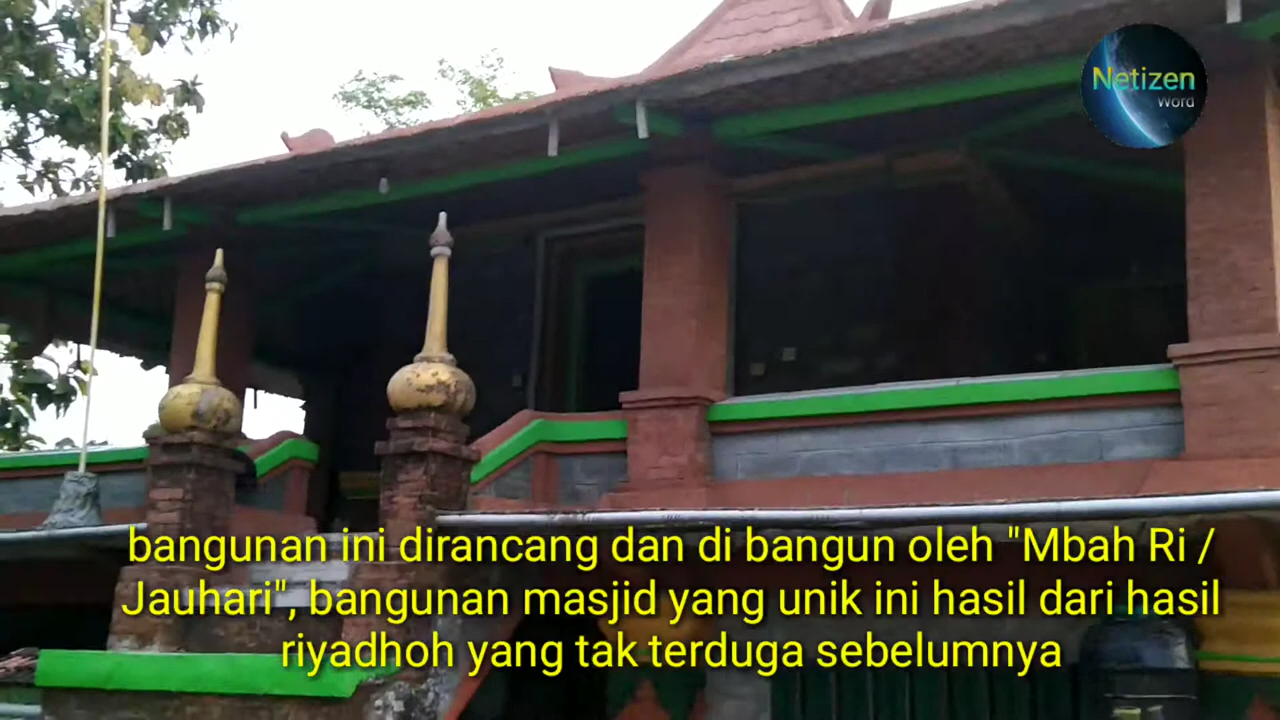 Netizen
Word
bangunan ini dirancang dan di bangun oleh "Mbah Ri /
Jauhari", bangunan masjid yang unik ini hasil dari hasil
riyadhoh yang tak terduga sebelumnya